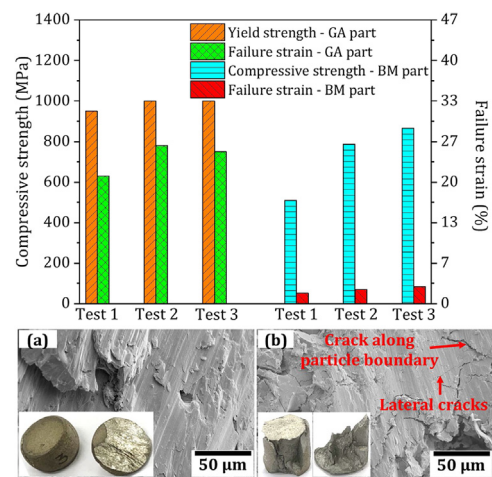 Yield strength - GA part
Failure strain - GA part
Compressive strength - BM part
Failure strain - BM part
Compressive strength (MPa)
1400
1200
1000
800
600
400
200
0
Failure strain (%)
47
40
33
27
20
13
7
0
Test 1 Test 2 Test 3 Test 1 Test 2 Test 3
(a)
50 µm
(b)
Crack along
particle boundary
Lateral cracks
50 µm